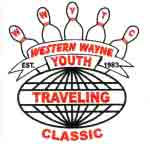 W W Y T C
WESTERN WAYNE
EST. YOUTH 1983
TRAVELING
CLASSIC